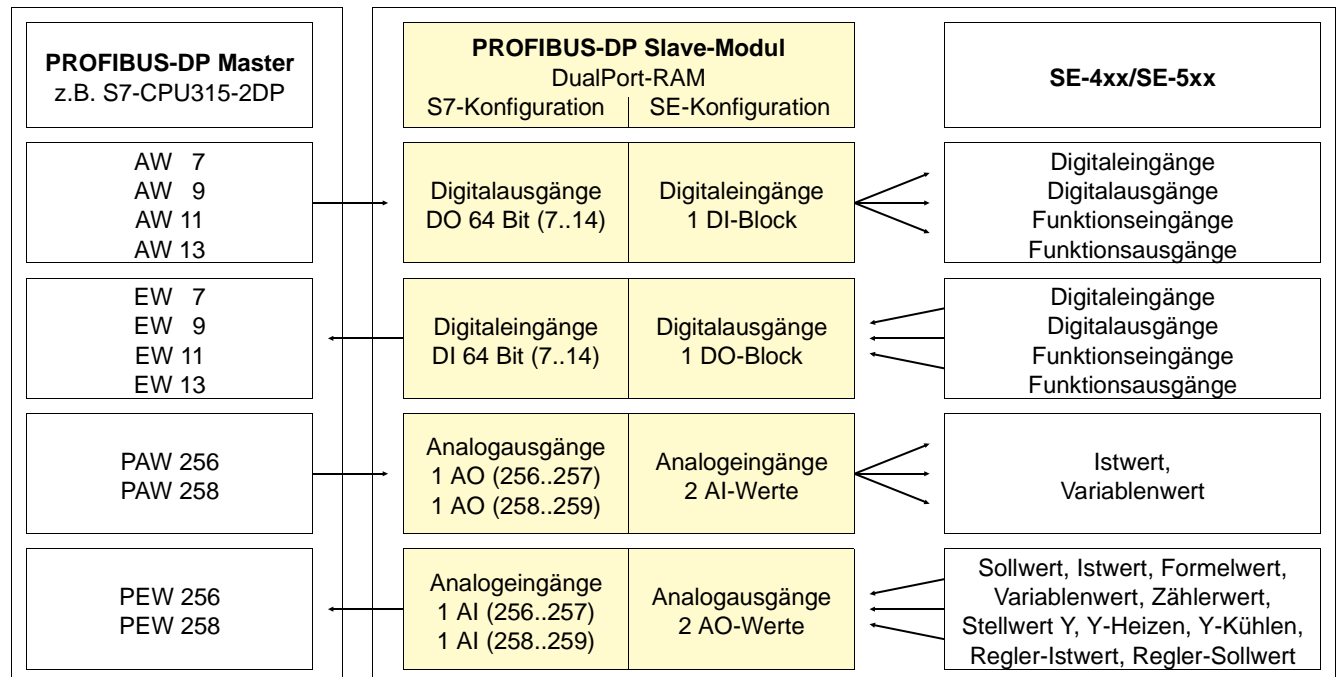 PROFIBUS-DP Master
z.B. S7-CPU315-2DP
PROFIBUS-DP Slave-Modul
DualPort-RAM
S7-Konfiguration
SE-Konfiguration
SE-4xx/SE-5xx
AW 7
AW 9
AW 11
AW 13
Digitalausgänge
DO 64 Bit (7..14)
Digitaleingänge
1 DI-Block
Digitaleingänge
Digitalausgänge
Funktionseingänge
Funktionsausgänge
EW 7
EW 9
EW 11
EW 13
Digitaleingänge
DI 64 Bit (7..14)
Digitalausgänge
1 DO-Block
Digitaleingänge
Digitalausgänge
Funktionseingänge
Funktionsausgänge
PAW 256
PAW 258
Analogausgänge
1 AO (256..257)
1 AO (258..259)
Analogeingänge
2 AI-Werte
Istwert,
Variablenwert
PEW 256
PEW 258
Analogeingänge
1 AI (256..257)
1 AI (258..259)
Analogausgänge
2 AO-Werte
Sollwert, Istwert, Formelwert,
Variablenwert, Zählerwert,
Stellwert Y, Y-Heizen, Y-Kühlen,
Regler-Istwert, Regler-Sollwert